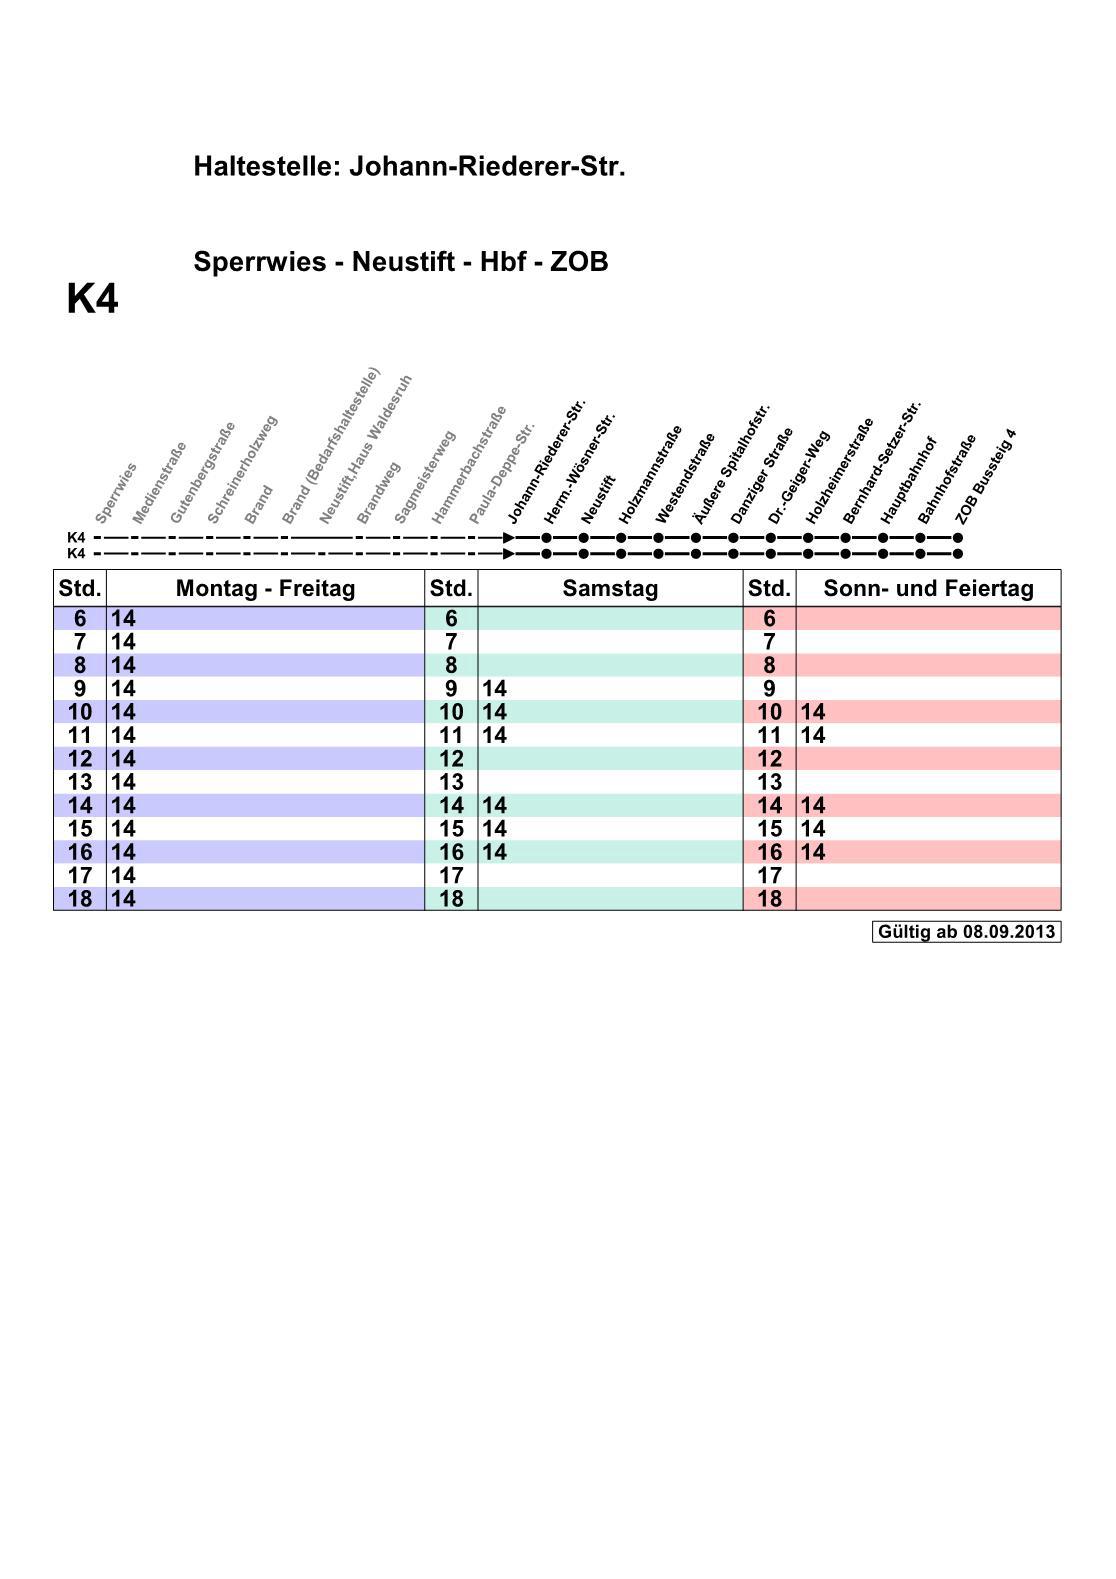 Haltestelle: Johann-Riederer-Str.
Sperrwies - Neustift - Hbf - ZOB
K4
Sperrwies
Medienstraße
Gutenbergstraße
Schreinerholzweg
Brand
Brand (Bedarfshaltestelle)
Neustift,Haus Waldesruh
Brandweg
Sagmeisterweg
Hammerbachstraße
Paula-Deppe-Str.
Johann-Riederer-Str.
Herm.-Wösner-Str.
Neustift
Holzmannstraße
Westendstraße
Äußere Spitalhofstr.
Danziger Straße
Dr.-Geiger-Weg
Holzheimerstraße
Bernhard-Setzer-Str.
Hauptbahnhof
Bahnhofstraße
ZOB Bussteig 4
K4
K4
Std. Montag - Freitag Std. Samstag Std. Sonn- und Feiertag
6 14 6 6
7 14 7 7
8 14 8 8
9 14 9 14 9
10 14 10 14 10 14
11 14 11 14 11 14
12 14 12 12
13 14 13 13
14 14 14 14 14 14
15 14 15 14 15 14
16 14 16 14 16 14
17 14 17 17
18 14 18 18
Gültig ab 08.09.2013